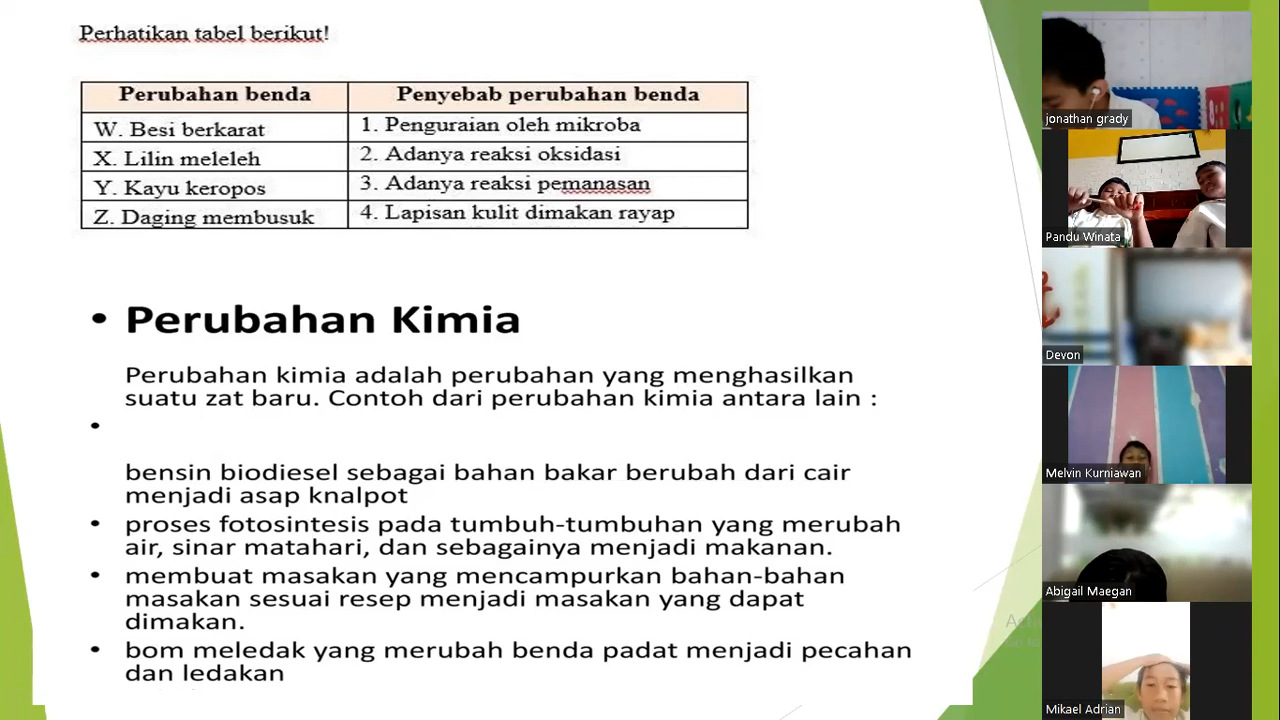 Perhatikan tabel berikut!
Perubahan benda Penyebab perubahan benda
W. Besi berkarat 1. Penguraian oleh mikroba
X. Lilin meleleh 2. Adanya reaksi oksidasi
Y. Kayu keropos 3. Adanya reaksi pemanasan
Z. Daging membusuk 4. Lapisan kulit dimakan rayap
• Perubahan Kimia
Perubahan kimia adalah perubahan yang menghasilkan
suatu zat baru. Contoh dari perubahan kimia antara lain :
•
bensin biodiesel sebagai bahan bakar berubah dari cair
menjadi asap knalpot
• proses fotosintesis pada tumbuh-tumbuhan yang merubah
air, sinar matahari, dan sebagainya menjadi makanan.
• membuat masakan yang mencampurkan bahan-bahan
masakan sesuai resep menjadi masakan yang dapat
dimakan.
• bom meledak yang merubah benda padat menjadi pecahan
dan ledakan
jonathan grady
Pandu Winata
Devon
Melvin Kurniawan
Abigail Maegan
Mikael Adrian